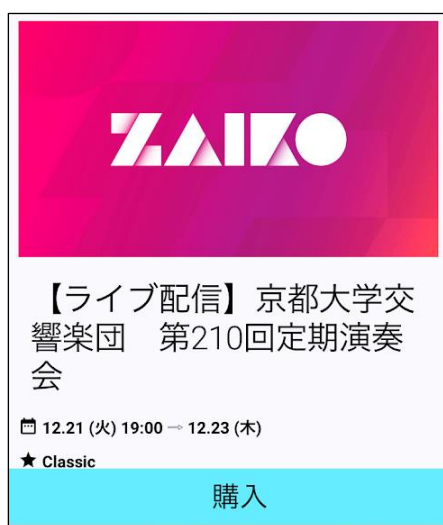 ZAIKO
【ライブ配信】京都大学交
響楽団　第210回定期演奏
会
12.21 (火) 19:00 → 12.23 (木)
★ Classic
購入